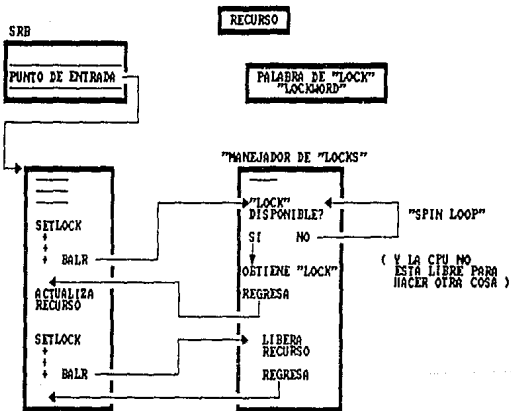 RECURSO
SRB
PUNTO DE ENTRADA
PALABRA DE "LOCK"
"LOCKWORD"
"MANEJADOR DE "LOCKS"
SETLOCK
BALR
ACTUALIZA
RECURSO
SETLOCK
BALR
"LOCK"
DISPONIBLE?
SI NO
OBTIENE "LOCK"
REGRESA
LIBERA
RECURSO
REGRESA
"SPIN LOOP"
( Y LA CPU NO
ESTA LIBRE PARA
HACER OTRA COSA )